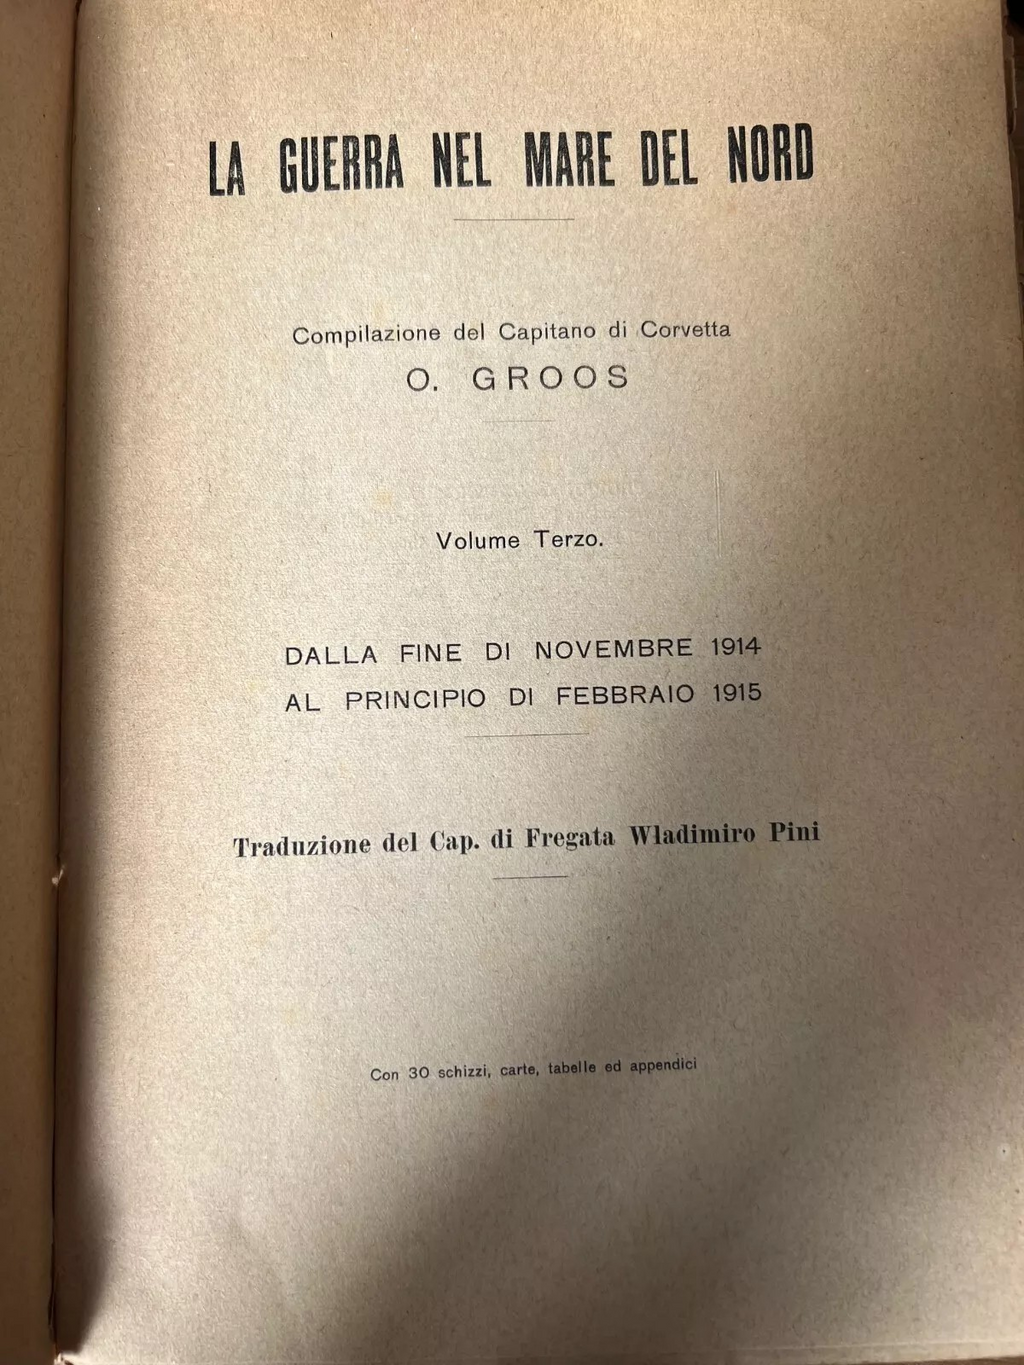 LA GUERRA NEL MARE DEL NORD
Compilazione del Capitano di Corvetta
O. GROOS
Volume Terzo.
DALLA FINE DI NOVEMBRE 1914
AL PRINCIPIO DI FEBBRAIO 1915
Traduzione del Cap. di Fregata Wladimiro Pini
Con 30 schizzi, carte, tabelle ed appendici